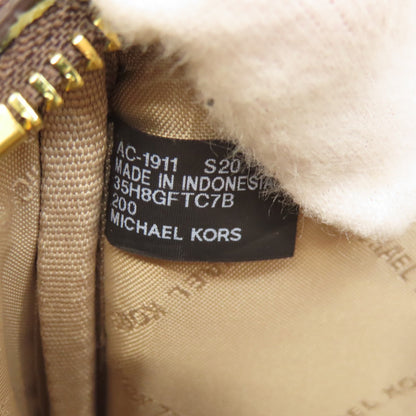 AC-1911 S20
MADE IN INDONESIA
35H8GFTC7B
200
MICHAEL KORS